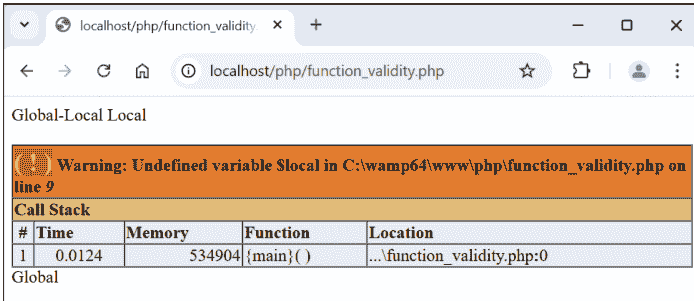 localhost/php/function_validity.
localhost/php/function_validity.php
Global-Local Local
( ! ) Warning: Undefined variable $local in C:\wamp64\www\php\function_validity.php on
line 9
Call Stack
# Time Memory Function Location
1 0.0124 534904 {main}( ) ...\function_validity.php:0
Global